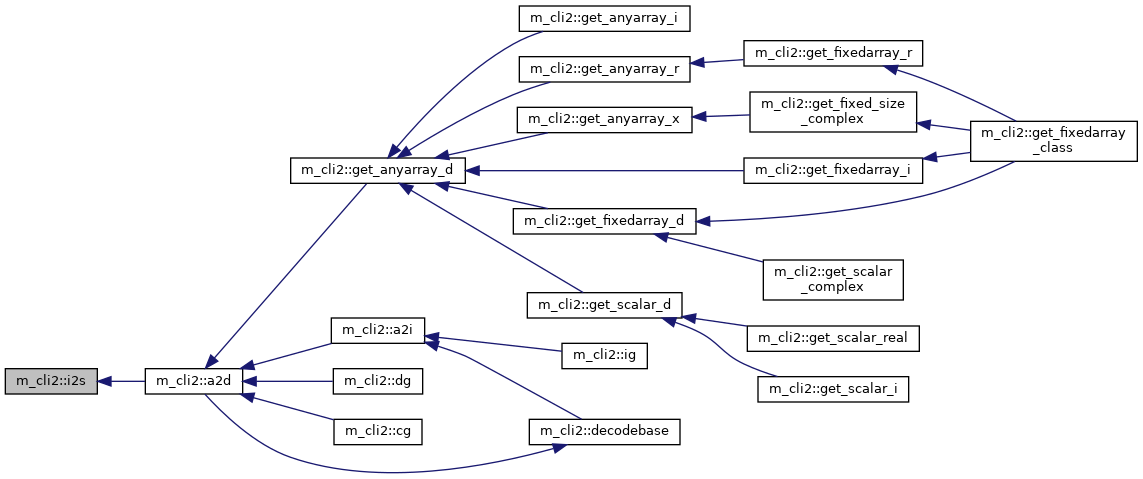 m_cli2::get_anyarray_i
m_cli2::get_fixedarray_r
m_cli2::get_anyarray_r
m_cli2::get_fixed_size
_complex
m_cli2::get_anyarray_x
m_cli2::get_fixedarray
_class
m_cli2::get_anyarray_d
m_cli2::get_fixedarray_i
m_cli2::get_fixedarray_d
m_cli2::get_scalar
_complex
m_cli2::get_scalar_d
m_cli2::a2i
m_cli2::get_scalar_real
m_cli2::ig
m_cli2::i2s
m_cli2::a2d
m_cli2::dg
m_cli2::get_scalar_i
m_cli2::cg
m_cli2::decodebase